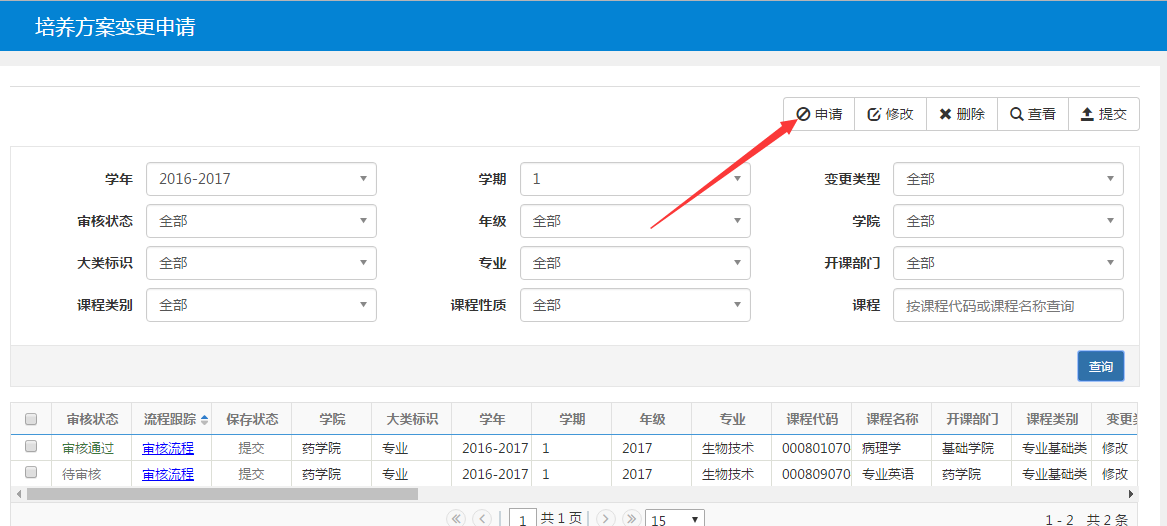 培养方案变更申请
申请 修改 删除 查看 提交
学年 2016-2017 学期 1 变更类型 全部
审核状态 全部 年级 全部 学院 全部
大类标识 全部 专业 全部 开课部门 全部
课程类别 全部 课程性质 全部 课程 按课程代码或课程名称查询
查询
审核状态 流程跟踪 保存状态 学院 大类标识 学年 学期 年级 专业 课程代码 课程名称 开课部门 课程类别 变更
审核通过 审核流程 提交 药学院 专业 2016-2017 1 2017 生物技术 000801070 病理学 基础学院 专业基础类 修改
待审核 审核流程 提交 药学院 专业 2016-2017 1 2017 生物技术 000809070 专业英语 药学院 专业基础类 修改
1 共 1 页 15 1 - 2 共 2 条